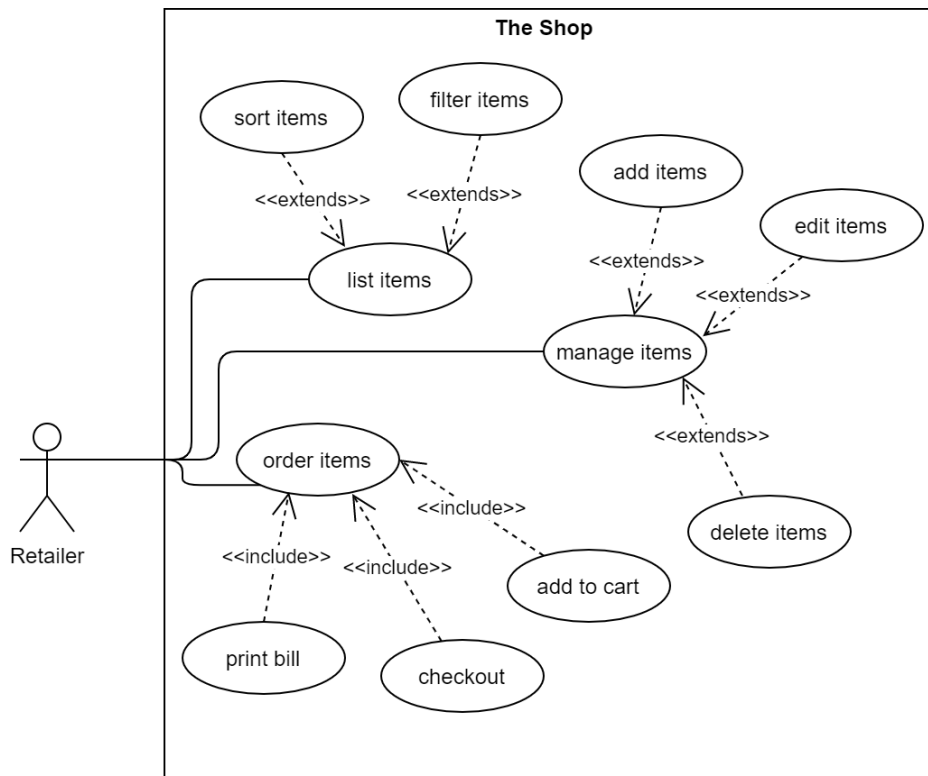 The Shop
sort items
filter items
<<extends>>
<<extends>>
list items
add items
edit items
<<extends>>
<<extends>>
manage items
<<extends>>
delete items
order items
<<include>>
<<include>>
<<include>>
add to cart
print bill
checkout
Retailer